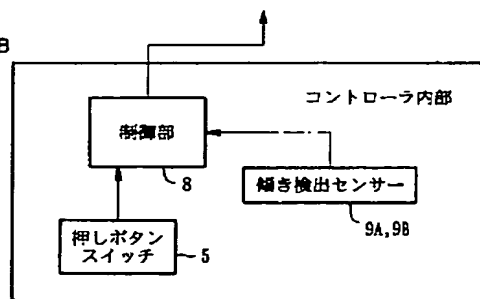 B
コントローラ内部
制御部
8
傾き検出センサー
9A,9B
押しボタン
スイッチ
5